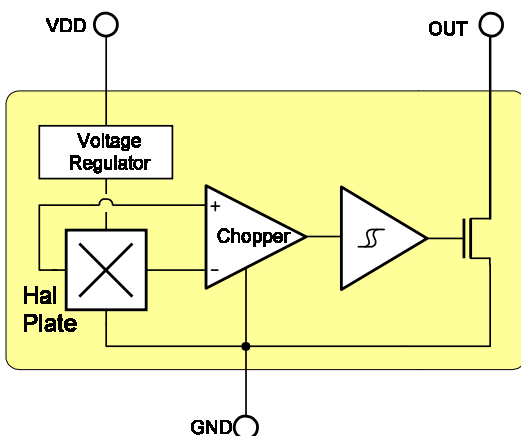 VDD
OUT
Voltage
Regulator
+
Chopper
-
Hal
Plate
GND